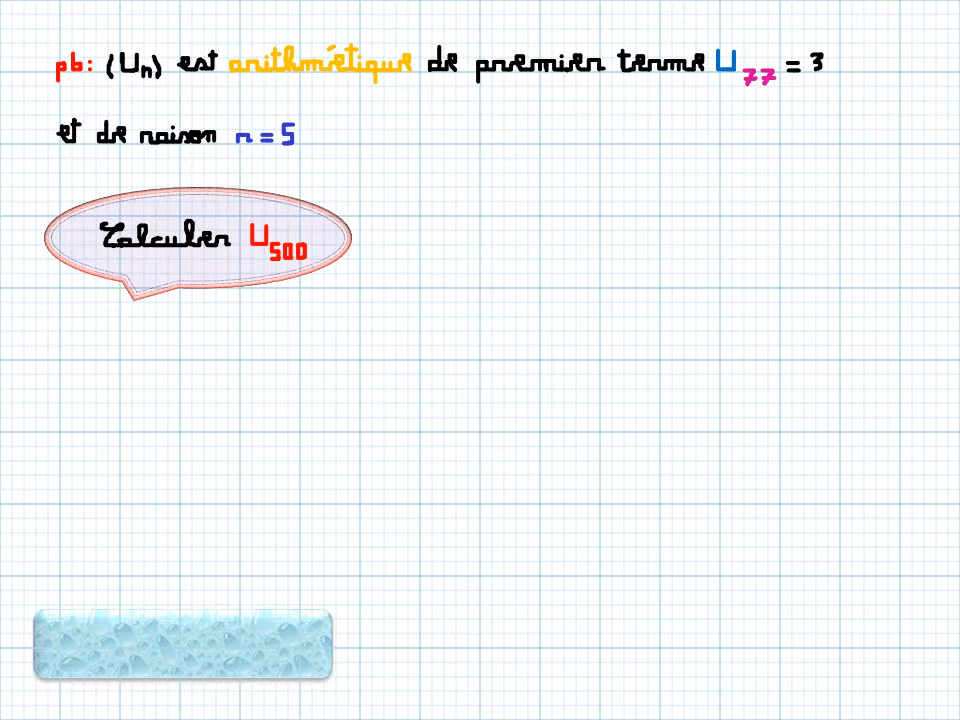 pb: (Un) est arithmétique de premier terme U77 = 3
et de raison r = 5
Calculer U500